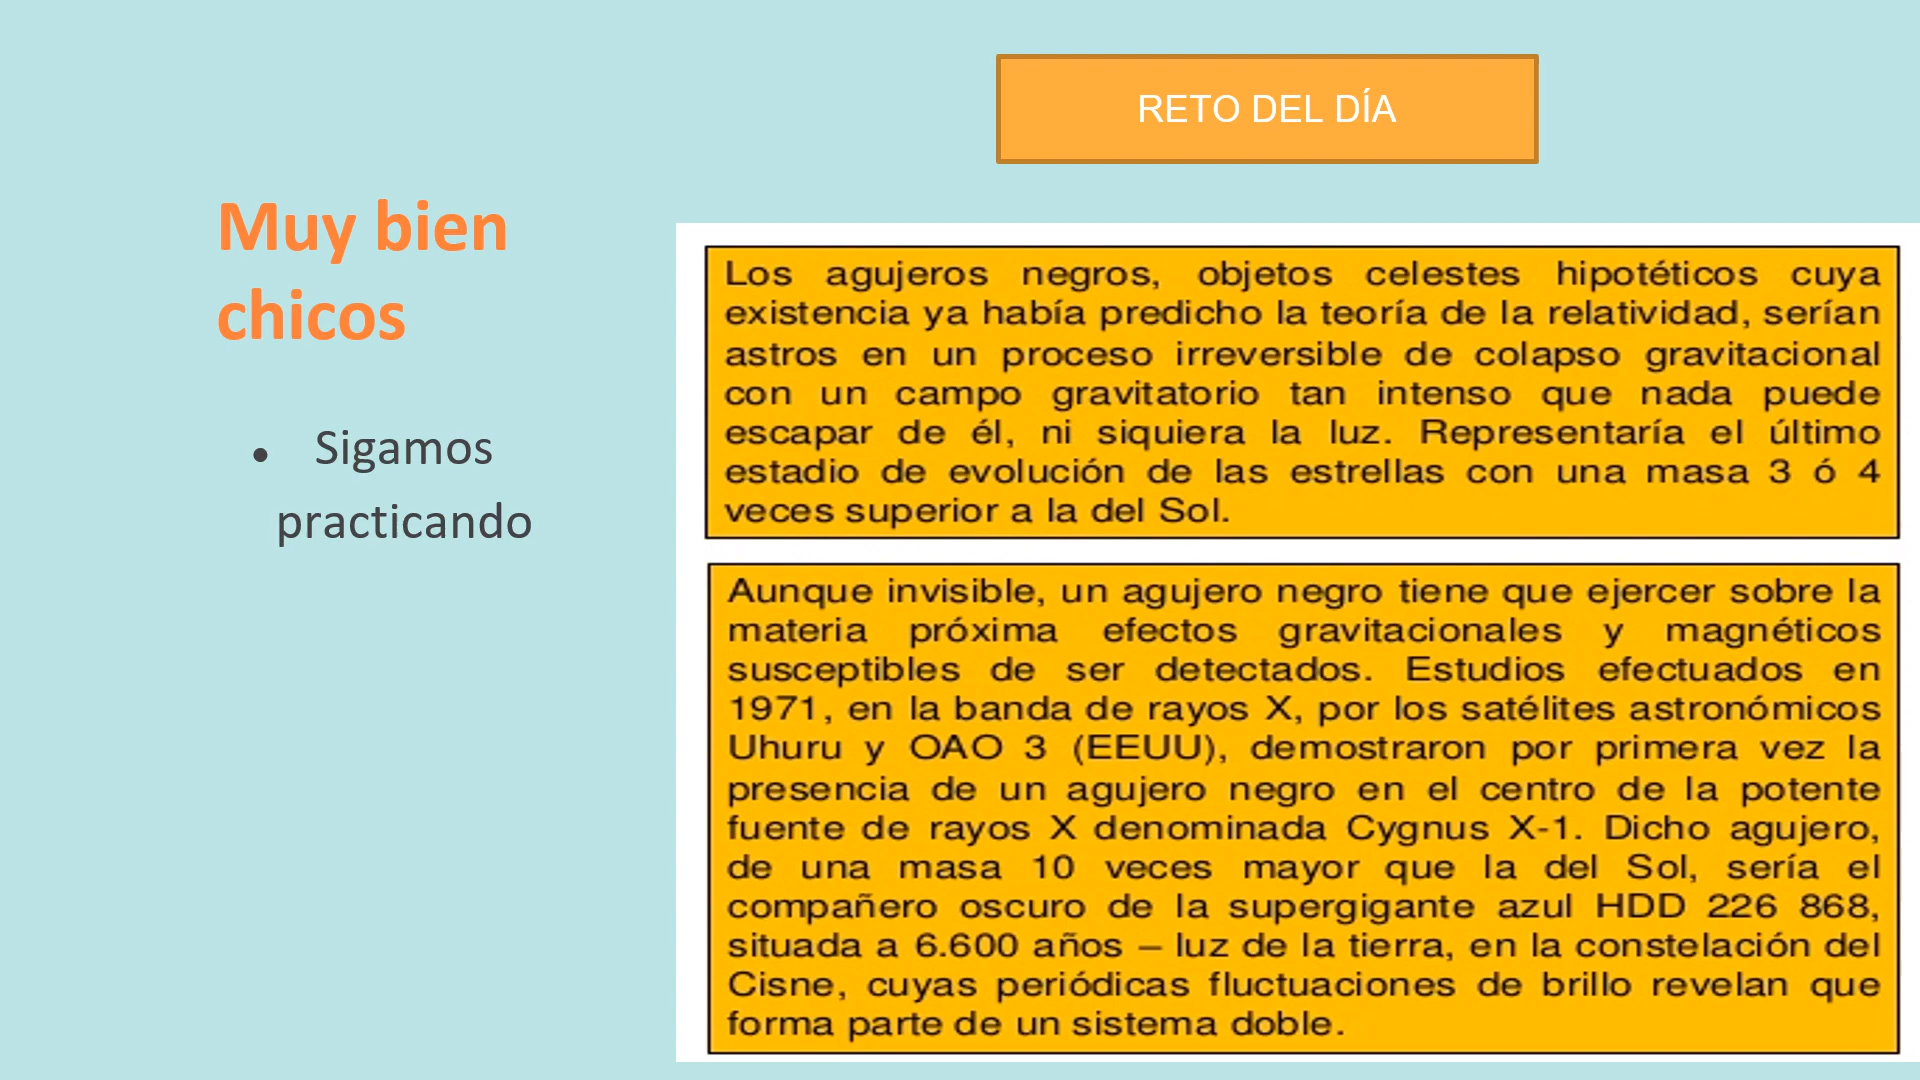 RETO DEL DÍA
Muy bien
chicos
● Sigamos
practicando
Los agujeros negros, objetos celestes hipotéticos cuya
existencia ya había predicho la teoría de la relatividad, serían
astros en un proceso irreversible de colapso gravitacional
con un campo gravitatorio tan intenso que nada puede
escapar de él, ni siquiera la luz. Representaría el último
estadio de evolución de las estrellas con una masa 3 ó 4
veces superior a la del Sol.
Aunque invisible, un agujero negro tiene que ejercer sobre la
materia próxima efectos gravitacionales y magnéticos
susceptibles de ser detectados. Estudios efectuados en
1971, en la banda de rayos X, por los satélites astronómicos
Uhuru y OAO 3 (EEUU), demostraron por primera vez la
presencia de un agujero negro en el centro de la potente
fuente de rayos X denominada Cygnus X-1. Dicho agujero,
de una masa 10 veces mayor que la del Sol, sería el
compañero oscuro de la supergigante azul HDD 226 868,
situada a 6.600 años – luz de la tierra, en la constelación del
Cisne, cuyas periódicas fluctuaciones de brillo revelan que
forma parte de un sistema doble.